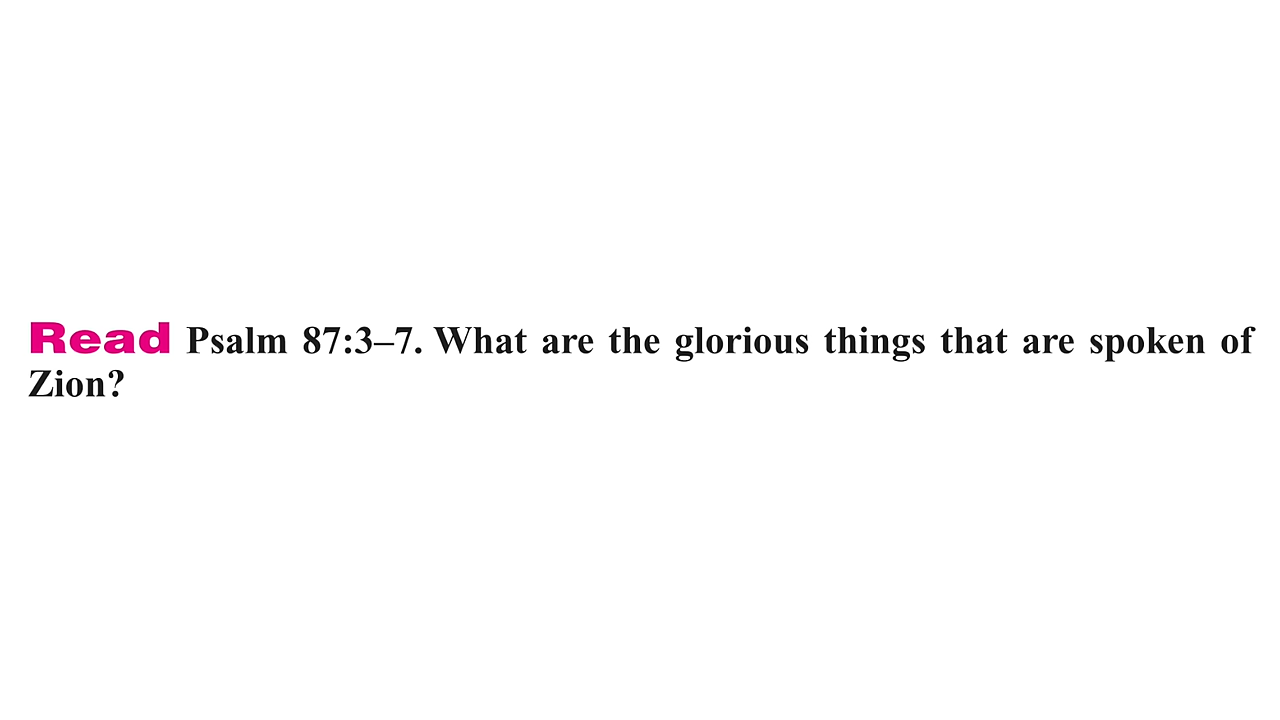 Read Psalm 87:3–7. What are the glorious things that are spoken of
Zion?